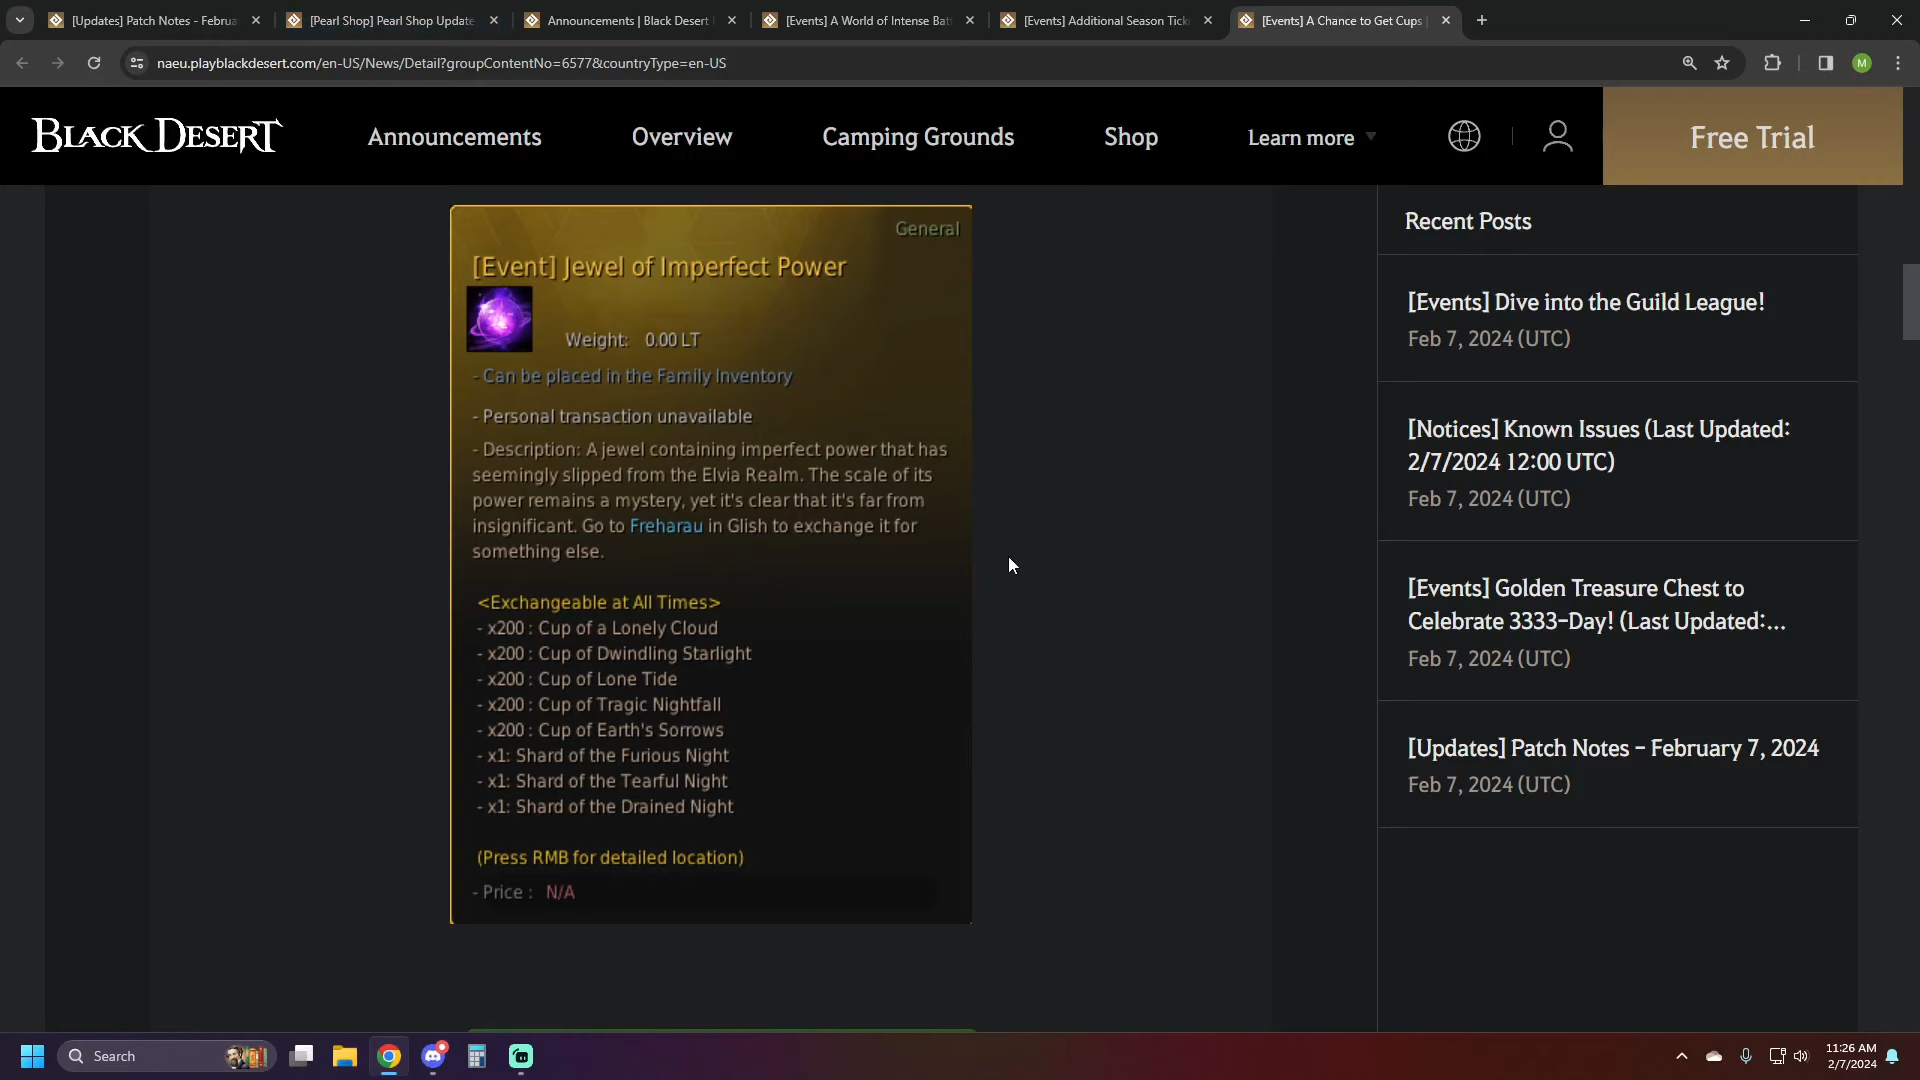 [Updates] Patch Notes - Februa
[Pearl Shop] Pearl Shop Update
Announcements | Black Desert
[Events] A World of Intense Bat
[Events] Additional Season Tick
[Events] A Chance to Get Cups |
naeu.playblackdesert.com/en-US/News/Detail?groupContentNo=6577&countryType=en-US
M
BLACK DESERT
Announcements
Overview
Camping Grounds
Shop
Learn more
Free Trial
General
[Event] Jewel of Imperfect Power
Weight: 0.00 LT
- Can be placed in the Family Inventory
- Personal transaction unavailable
- Description: A jewel containing imperfect power that has
seemingly slipped from the Elvia Realm. The scale of its
power remains a mystery, yet it's clear that it's far from
insignificant. Go to Freharau in Glish to exchange it for
something else.
<Exchangeable at All Times>
- x200 : Cup of a Lonely Cloud
- x200 : Cup of Dwindling Starlight
- x200 : Cup of Lone Tide
- x200 : Cup of Tragic Nightfall
- x200 : Cup of Earth's Sorrows
- x1: Shard of the Furious Night
- x1: Shard of the Tearful Night
- x1: Shard of the Drained Night
(Press RMB for detailed location)
- Price : N/A
Recent Posts
[Events] Dive into the Guild League!
Feb 7, 2024 (UTC)
[Notices] Known Issues (Last Updated:
2/7/2024 12:00 UTC)
Feb 7, 2024 (UTC)
[Events] Golden Treasure Chest to
Celebrate 3333-Day! (Last Updated:...
Feb 7, 2024 (UTC)
[Updates] Patch Notes - February 7, 2024
Feb 7, 2024 (UTC)
Search
11:26 AM
2/7/2024